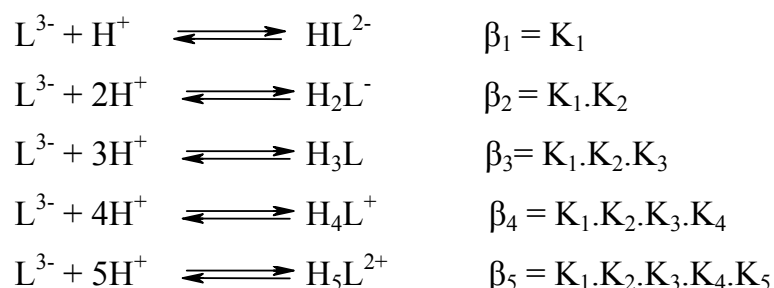 L³⁻ + H⁺ ⇌ HL²⁻ β₁ = K₁
L³⁻ + 2H⁺ ⇌ H₂L⁻ β₂ = K₁.K₂
L³⁻ + 3H⁺ ⇌ H₃L β₃= K₁.K₂.K₃
L³⁻ + 4H⁺ ⇌ H₄L⁺ β₄ = K₁.K₂.K₃.K₄
L³⁻ + 5H⁺ ⇌ H₅L²⁺ β₅ = K₁.K₂.K₃.K₄.K₅